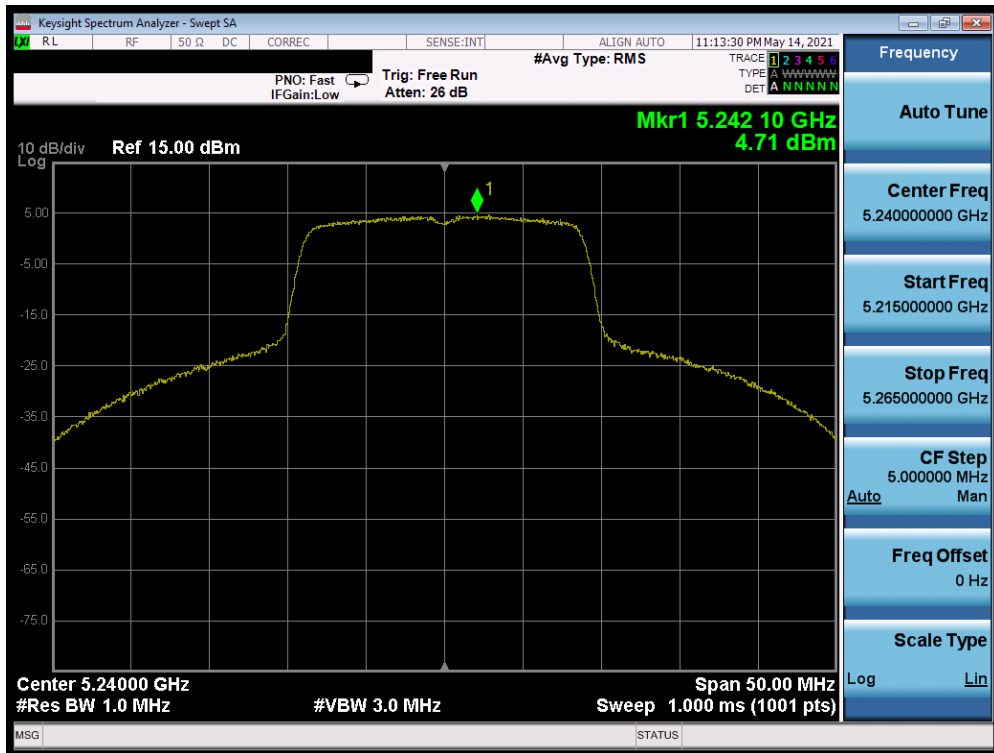 Keysight Spectrum Analyzer - Swept SA
LXI RL RF 50 Ω DC CORREC SENSE:INT ALIGN AUTO 11:13:30 PM May 14, 2021
#Avg Type: RMS
TRACE 1 2 3 4 5 6
TYPE A WWWWW
DET A N N N N N
PNO: Fast
IFGain:Low
Trig: Free Run
Atten: 26 dB
Mkr1 5.242 10 GHz
4.71 dBm
10 dB/div Ref 15.00 dBm
Log
1
5.00
-5.00
-15.0
-25.0
-35.0
-45.0
-55.0
-65.0
-75.0
Center 5.24000 GHz Span 50.00 MHz
#Res BW 1.0 MHz #VBW 3.0 MHz Sweep 1.000 ms (1001 pts)
MSG STATUS
Frequency
Auto Tune
Center Freq
5.240000000 GHz
Start Freq
5.215000000 GHz
Stop Freq
5.265000000 GHz
CF Step
5.000000 MHz
Auto Man
Freq Offset
0 Hz
Scale Type
Log Lin